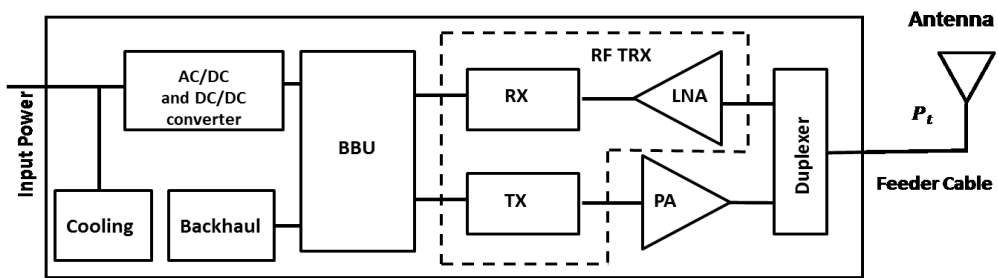 Antenna
RF TRX
AC/DC
and DC/DC
converter
RX
LNA
BBU
Duplexer
P_t
Input Power
Feeder Cable
TX
PA
Cooling
Backhaul